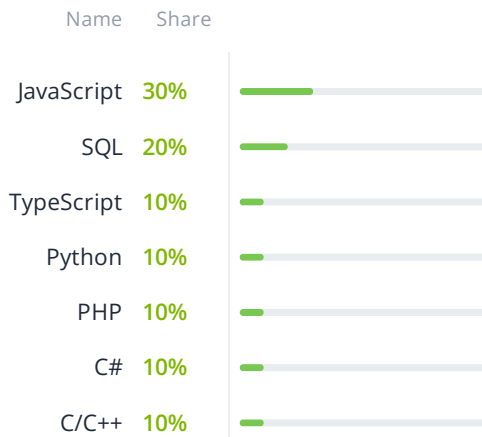 Name Share
JavaScript 30%
SQL 20%
TypeScript 10%
Python 10%
PHP 10%
C# 10%
C/C++ 10%